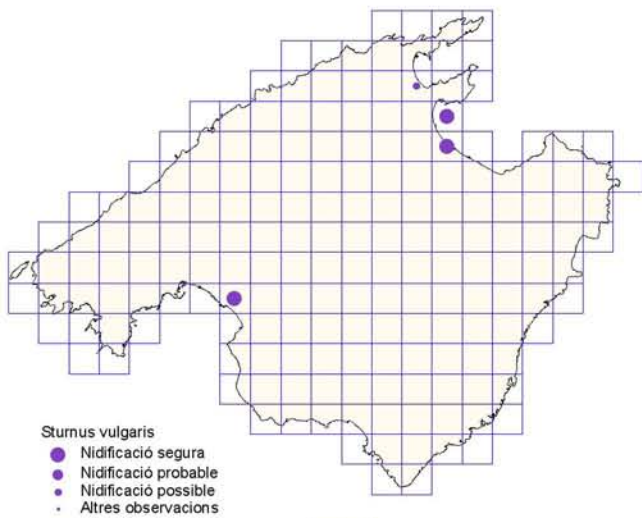 Sturnus vulgaris
Nidificació segura
Nidificació probable
Nidificació possible
Altres observacions